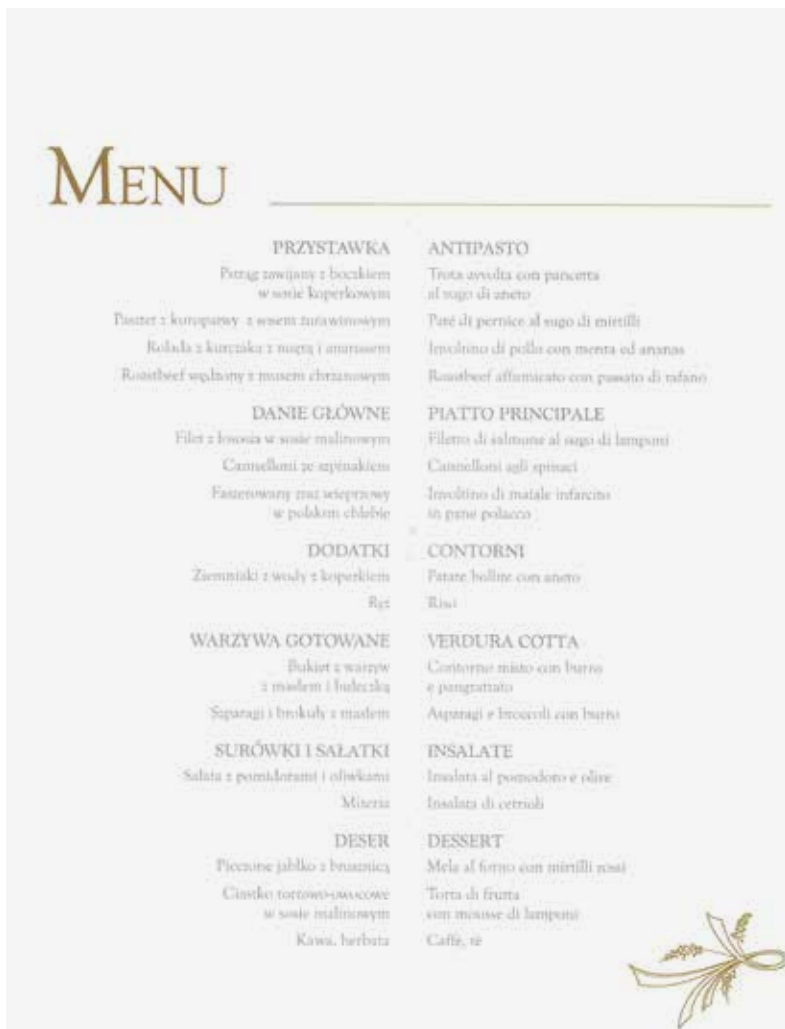 MENU
PRZYSTAWKA
Pstrąg zawijany z boczkiem
w sosie koperkowym
Pasztet z kuropatwy z sosem żurawinowym
Rolada z kurczaka z miętą i ananasem
Roastbeef wędzony z musem chrzanowym
DANIE GŁÓWNE
Filet z łososia w sosie malinowym
Cannelloni ze szpinakiem
Faszerowany zraz wieprzowy
w polskim chlebie
DODATKI
Ziemniaki z wody z koperkiem
Ryż
WARZYWA GOTOWANE
Bukiet z warzyw
z masłem i bułeczką
Szparagi i brokuły z masłem
SURÓWKI I SAŁATKI
Sałata z pomidorami i oliwkami
Mizeria
DESER
Pieczone jabłko z brusznicą
Ciastko tortowo-owocowe
w sosie malinowym
Kawa, herbata
ANTIPASTO
Trota avvolta con pancetta
al sugo di aneto
Paté di pernice al sugo di mirtilli
Involtino di pollo con menta ed ananas
Roastbeef affumicato con passato di rafano
PIATTO PRINCIPALE
Filetto di salmone al sugo di lamponi
Cannelloni agli spinaci
Involtino di maiale infarcito
in pane polacco
CONTORNI
Patate bollite con aneto
Riso
VERDURA COTTA
Contorno misto con burro
e pangrattato
Asparagi e broccoli con burro
INSALATE
Insalata al pomodoro e olive
Insalata di cetrioli
DESSERT
Mela al forno con mirtilli rossi
Torta di frutta
con mousse di lamponi
Caffè, tè